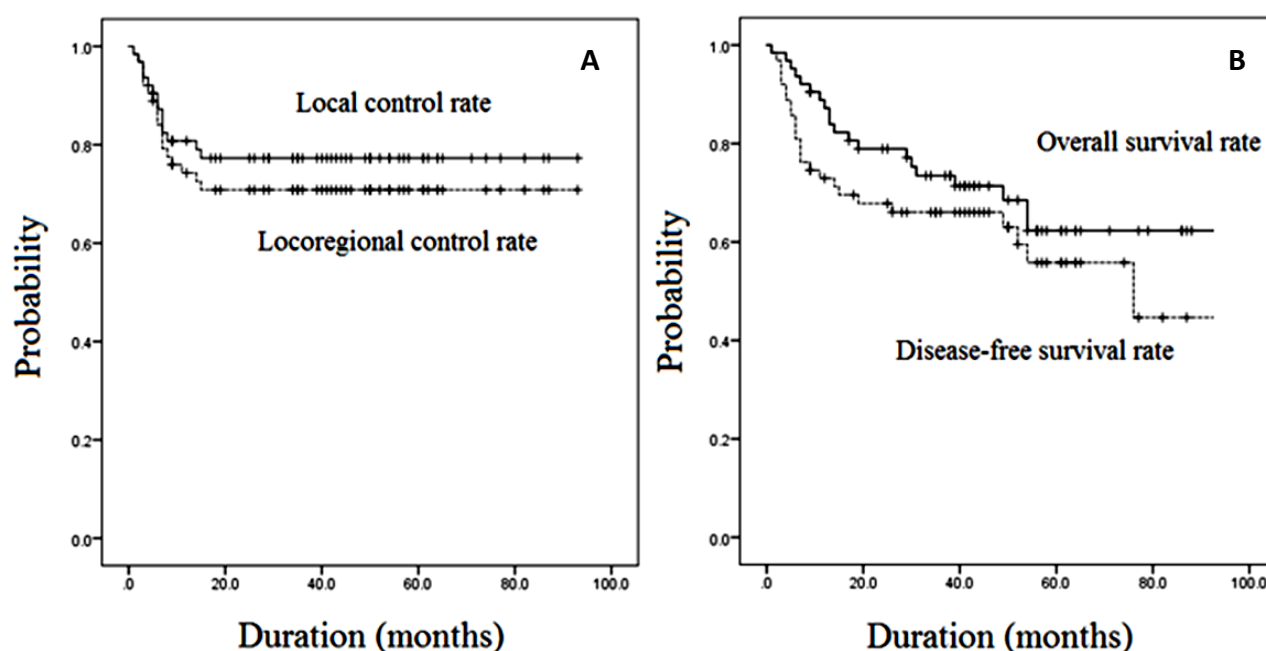 A
1.0
0.8
0.6
0.4
0.2
0.0
Probability
Local control rate
Locoregional control rate
.0 20.0 40.0 60.0 80.0 100.0
Duration (months)
B
1.0
0.8
0.6
0.4
0.2
0.0
Probability
Overall survival rate
Disease-free survival rate
.0 20.0 40.0 60.0 80.0 100.0
Duration (months)